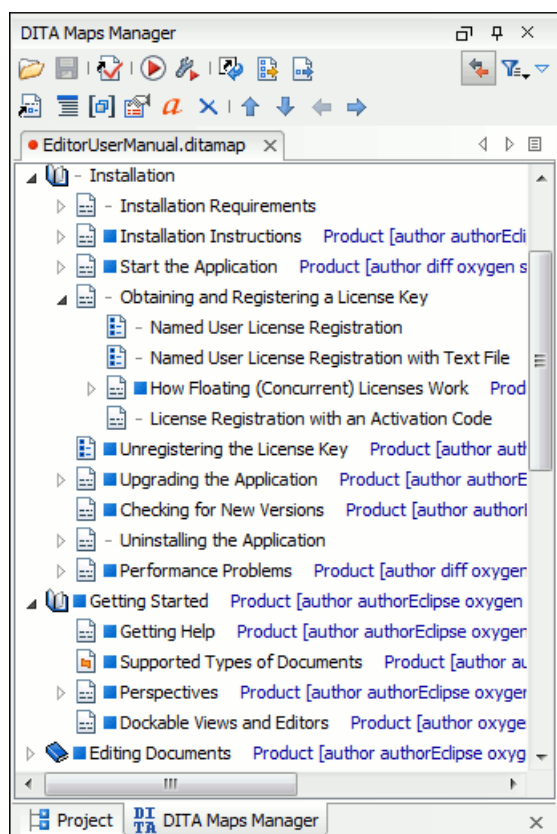 DITA Maps Manager
EditorUserManual.ditamap
- Installation
- Installation Requirements
Installation Instructions Product [author authorEcli
Start the Application Product [author diff oxygen s
- Obtaining and Registering a License Key
- Named User License Registration
- Named User License Registration with Text File
How Floating (Concurrent) Licenses Work Prod
- License Registration with an Activation Code
Unregistering the License Key Product [author auth
Upgrading the Application Product [author authorE
Checking for New Versions Product [author author
- Uninstalling the Application
Performance Problems Product [author diff oxygen
Getting Started Product [author authorEclipse oxygen
Getting Help Product [author authorEclipse oxygen
Supported Types of Documents Product [author au
Perspectives Product [author authorEclipse oxyger
Dockable Views and Editors Product [author oxyge
Editing Documents Product [author authorEclipse oxyg
Project DITA DITA Maps Manager